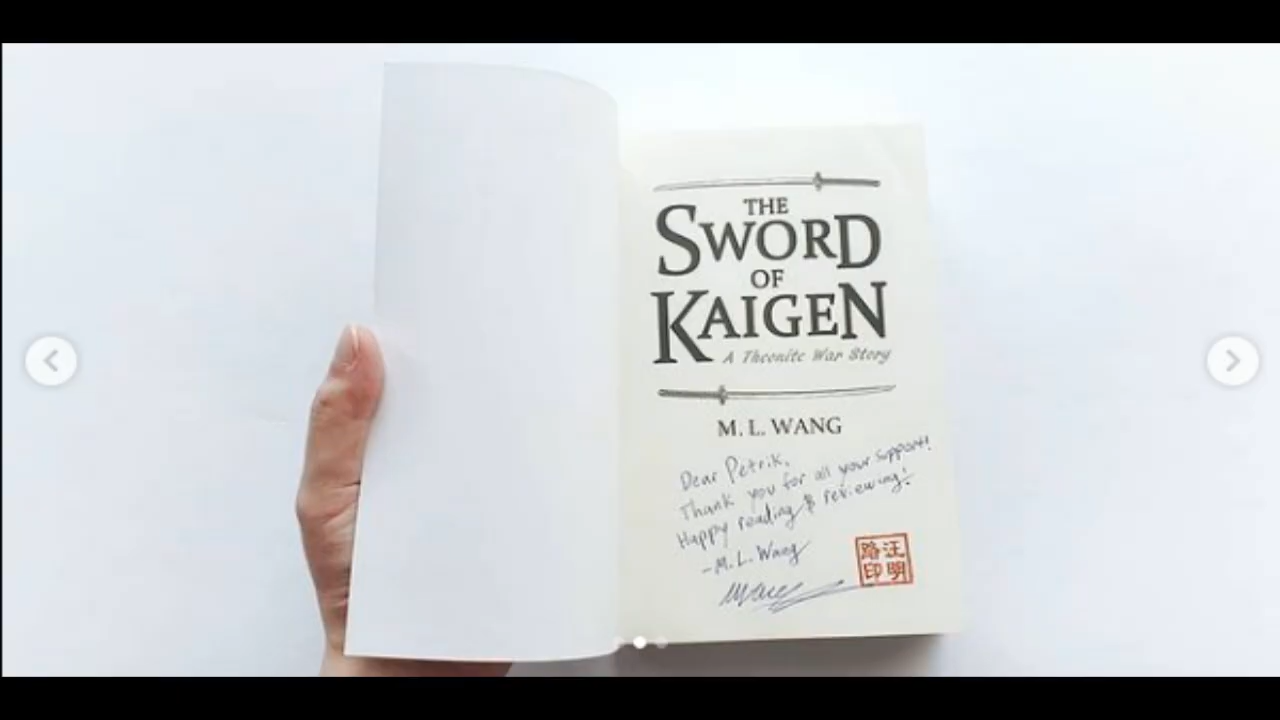 THE
SWORD
OF
KAIGEN
A Theonite War Story
M. L. WANG
Dear Petrik,
Thank you for all your support!
Happy reading & reviewing!
-M. L. Wang
汪明
路印